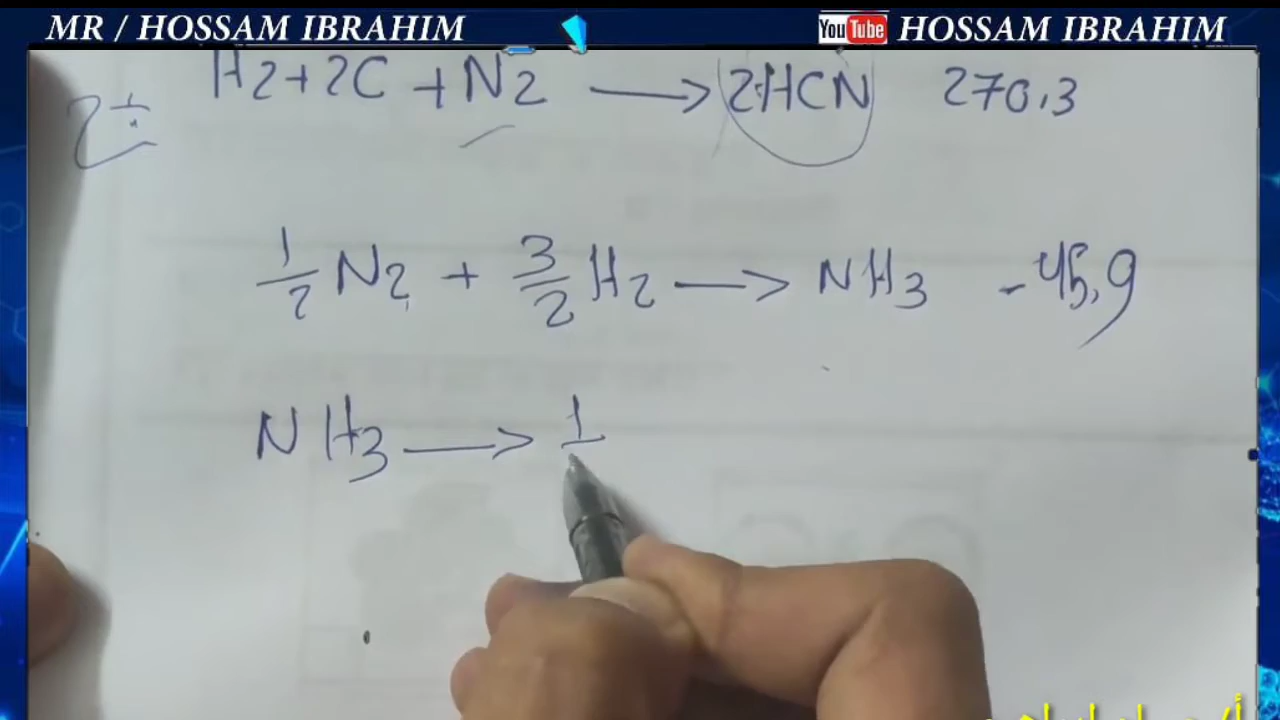 MR / HOSSAM IBRAHIM
YouTube HOSSAM IBRAHIM
H2+2C+N2 → 2HCN 270,3
2÷
1/2 N2 + 3/2 H2 → NH3 -45,9
NH3 → 1